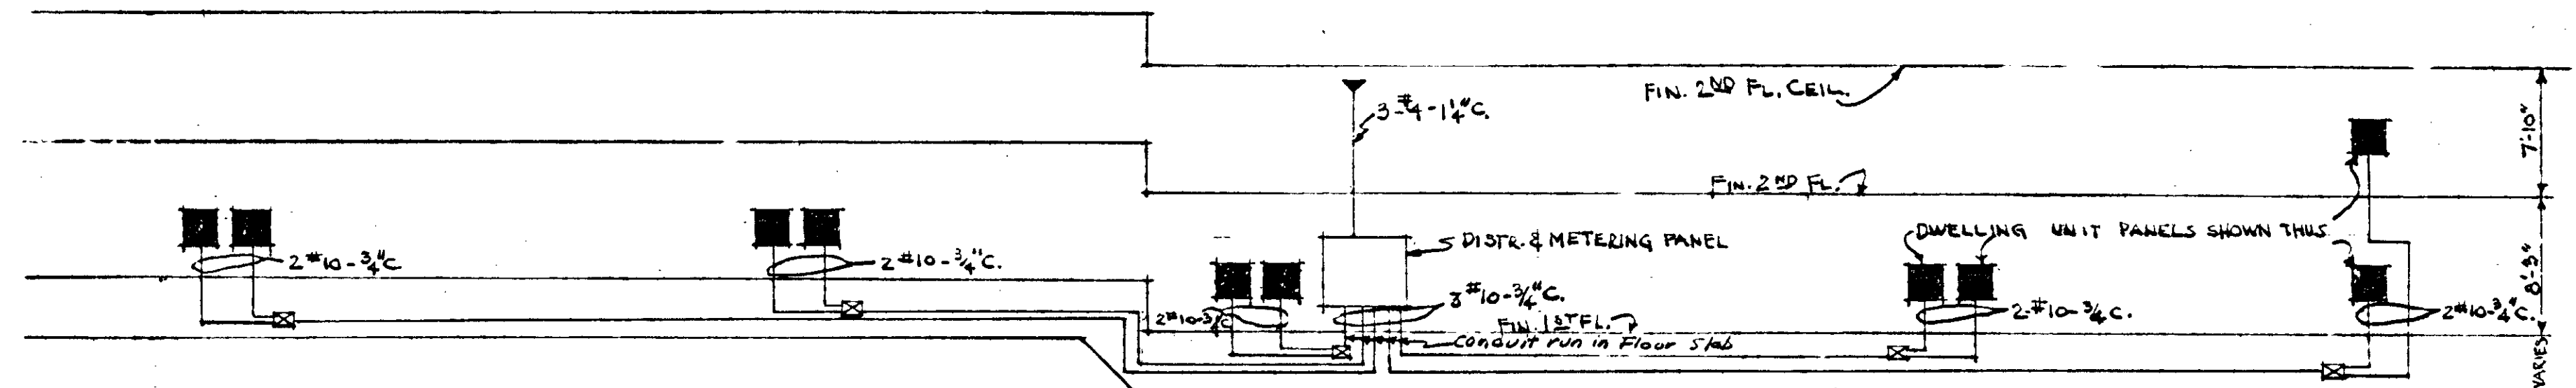 3-#4-1¼"C.
FIN. 2ND FL. CEIL.
7'-10"
FIN. 2ND FL.
DISTR. & METERING PANEL
DWELLING UNIT PANELS SHOWN THUS
2#10-¾"C.
2#10-¾"C.
8'-3"
3#10-¾"C.
2#10-¾C
FIN. 1ST FL.
2-#10-¾C.
2#10-¾"C.
Conduit run in Floor Slab
VARIES